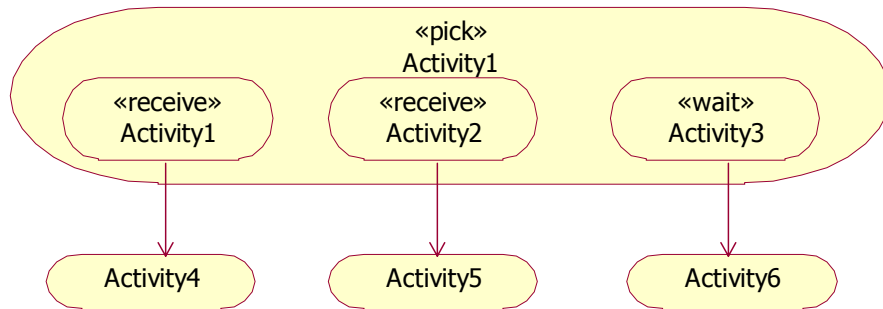 «pick»
Activity1
«receive»
Activity1
«receive»
Activity2
«wait»
Activity3
Activity4
Activity5
Activity6